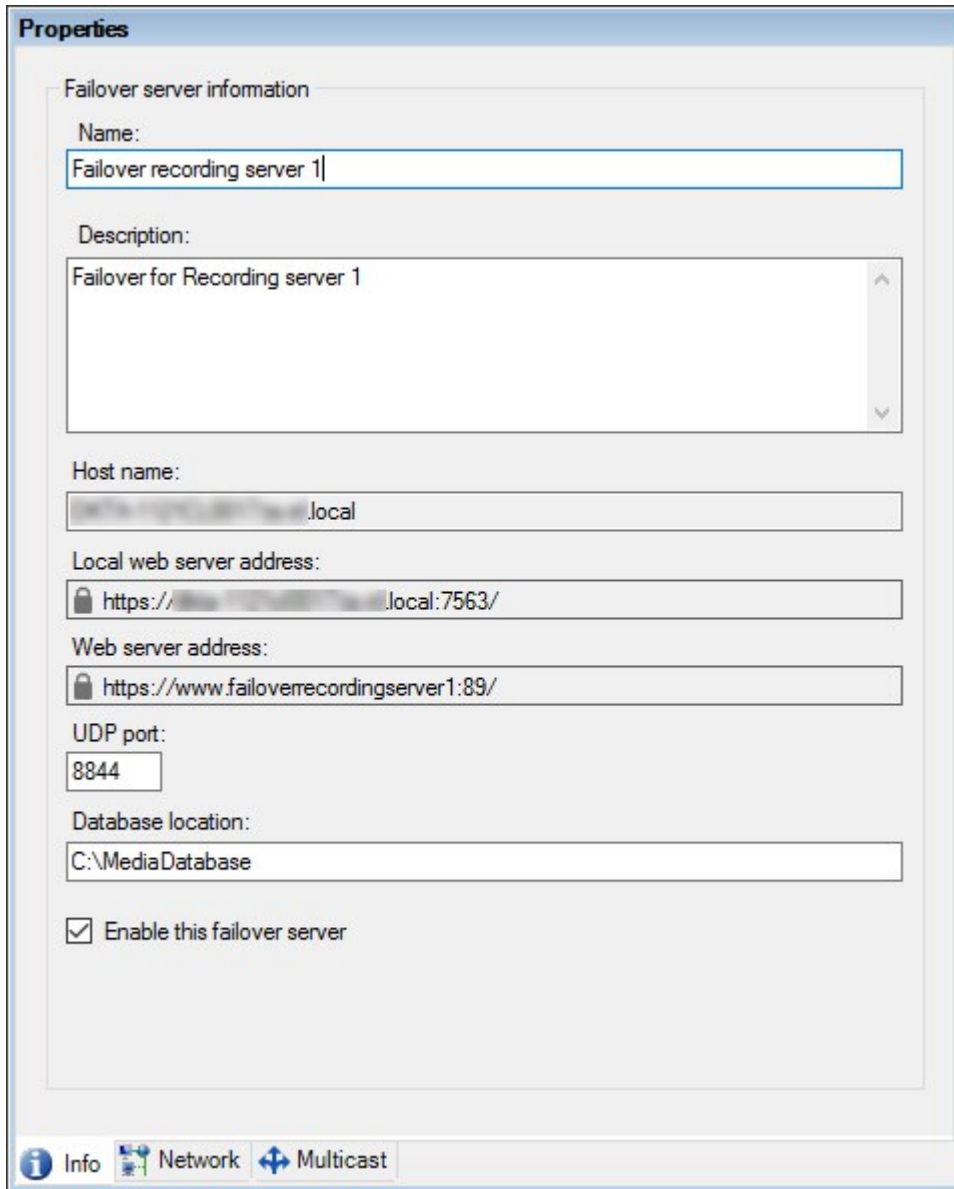 Properties
Failover server information
Name:
Failover recording server 1
Description:
Failover for Recording server 1
Host name:
.local
Local web server address:
https:// .local:7563/
Web server address:
https://www.failoverrecordingserver1:89/
UDP port:
8844
Database location:
C:\MediaDatabase
Enable this failover server
Info Network Multicast